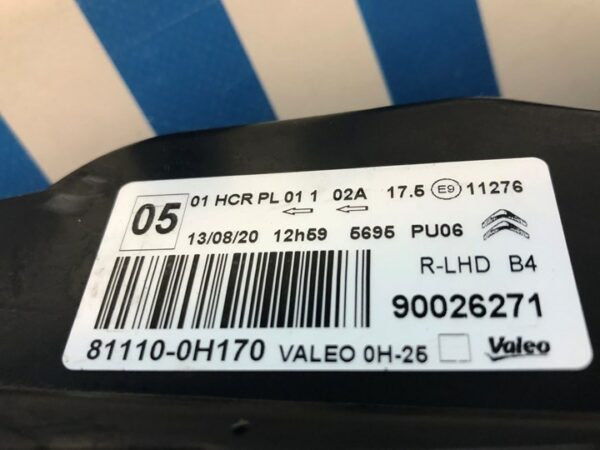 05 01 HCR PL 01 1 02A 17.5 E9 11276
13/08/20 12h59 5695 PU06
R-LHD B4
90026271
81110-0H170 VALEO 0H-25 Valeo